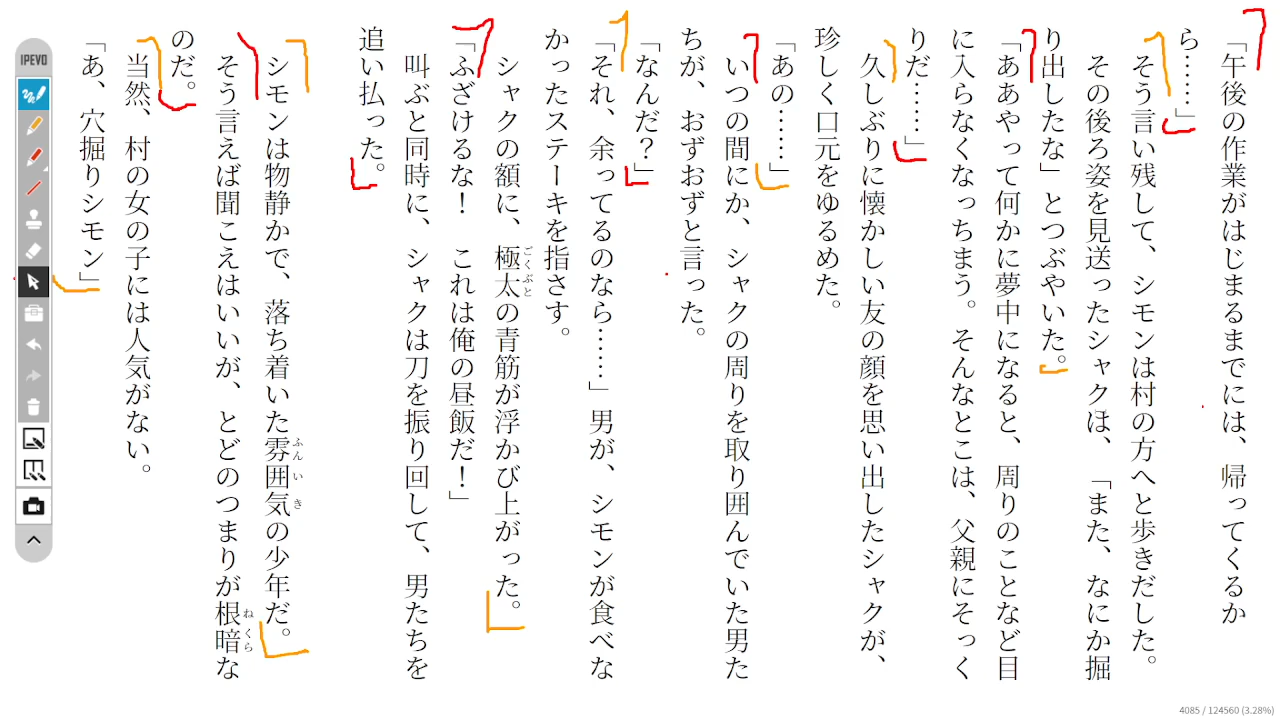 「午後の作業がはじまるまでには、帰ってくるか
ら……」
そう言い残して、シモンは村の方へと歩きだした。
その後ろ姿を見送ったシャクは、「また、なにか掘
り出したな」とつぶやいた。
「ああやって何かに夢中になると、周りのことなど目
に入らなくなっちまう。そんなとこは、父親にそっく
りだ……」
久しぶりに懐かしい友の顔を思い出したシャクが、
珍しく口元をゆるめた。
「あの……」
いつの間にか、シャクの周りを取り囲んでいた男た
ちが、おずおずと言った。
「なんだ？」
「それ、余ってるのなら……」男が、シモンが食べな
かったステーキを指さす。
シャクの額に、極太の青筋が浮かび上がった。
ごくぶと
「ふざけるな！　これは俺の昼飯だ！」
叫ぶと同時に、シャクは刀を振り回して、男たちを
追い払った。
シモンは物静かで、落ち着いた雰囲気の少年だ。
ふんいき
そう言えば聞こえはいいが、とどのつまりが根暗な
ねくら
のだ。
当然、村の女の子には人気がない。
「あ、穴掘りシモン」
IPEVO
4085 / 124560 (3.28%)